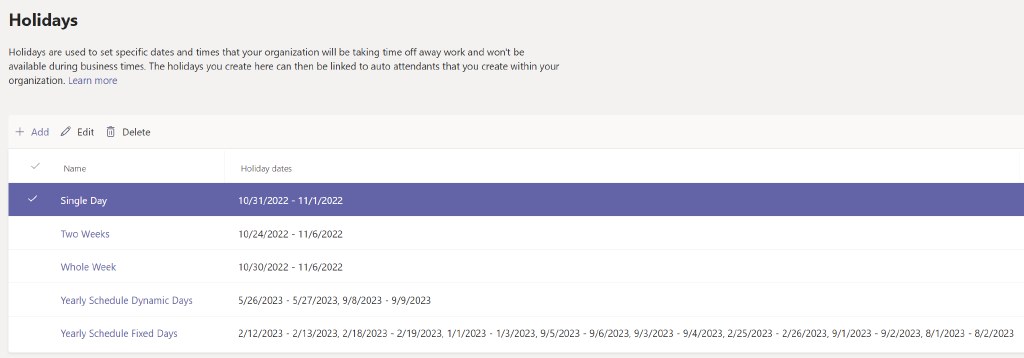 Holidays
Holidays are used to set specific dates and times that your organization will be taking time off away work and won't be
available during business times. The holidays you create here can then be linked to auto attendants that you create within your
organization. Learn more
Add Edit Delete
Name Holiday dates
Single Day 10/31/2022 - 11/1/2022
Two Weeks 10/24/2022 - 11/6/2022
Whole Week 10/30/2022 - 11/6/2022
Yearly Schedule Dynamic Days 5/26/2023 - 5/27/2023, 9/8/2023 - 9/9/2023
Yearly Schedule Fixed Days 2/12/2023 - 2/13/2023, 2/18/2023 - 2/19/2023, 1/1/2023 - 1/3/2023, 9/5/2023 - 9/6/2023, 9/3/2023 - 9/4/2023, 2/25/2023 - 2/26/2023, 9/1/2023 - 9/2/2023, 8/1/2023 - 8/2/2023